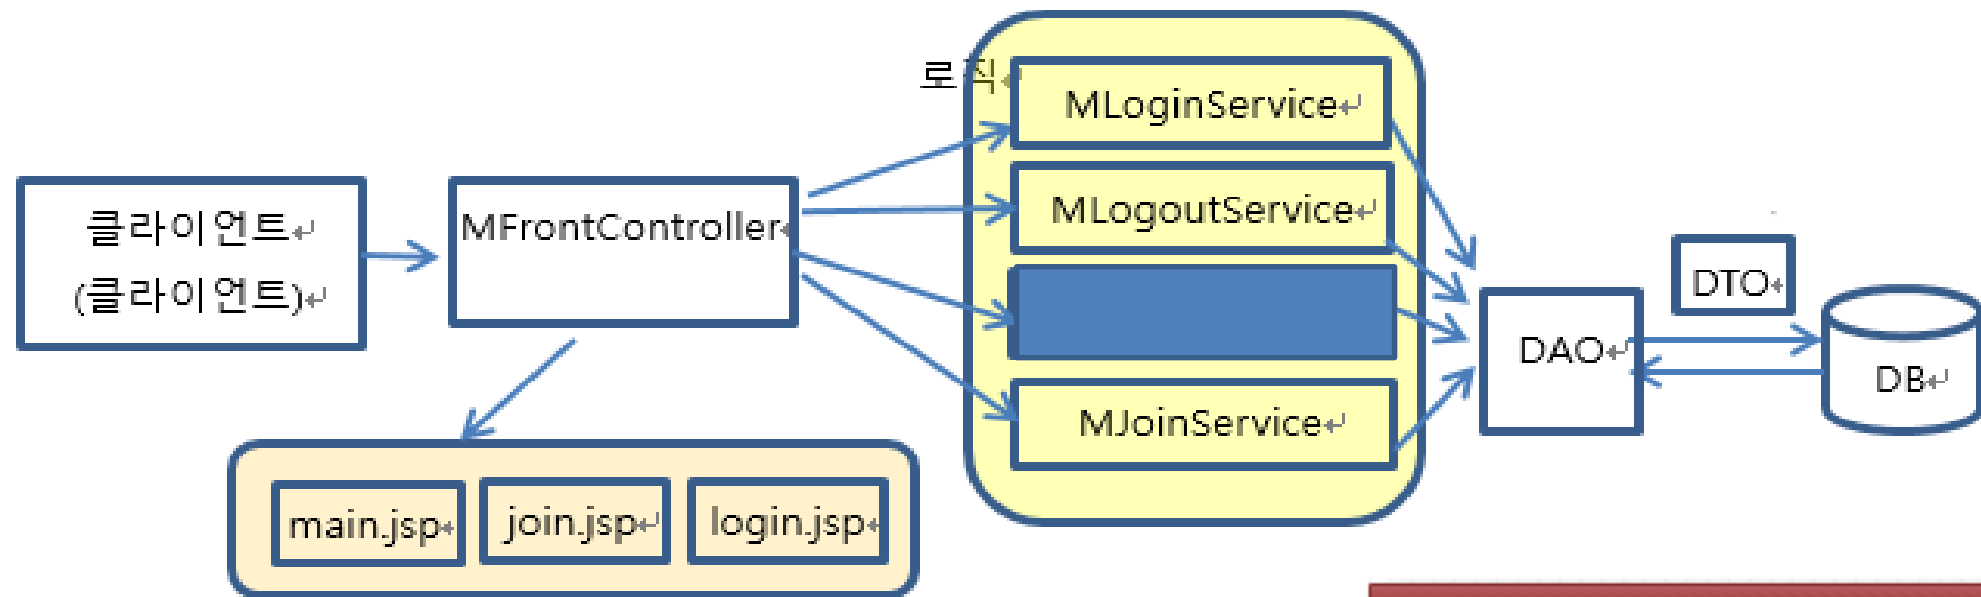 로직
MLoginService
MLogoutService
MJoinService
클라이언트
(클라이언트)
MFrontController
DTO
DAO
DB
main.jsp
join.jsp
login.jsp